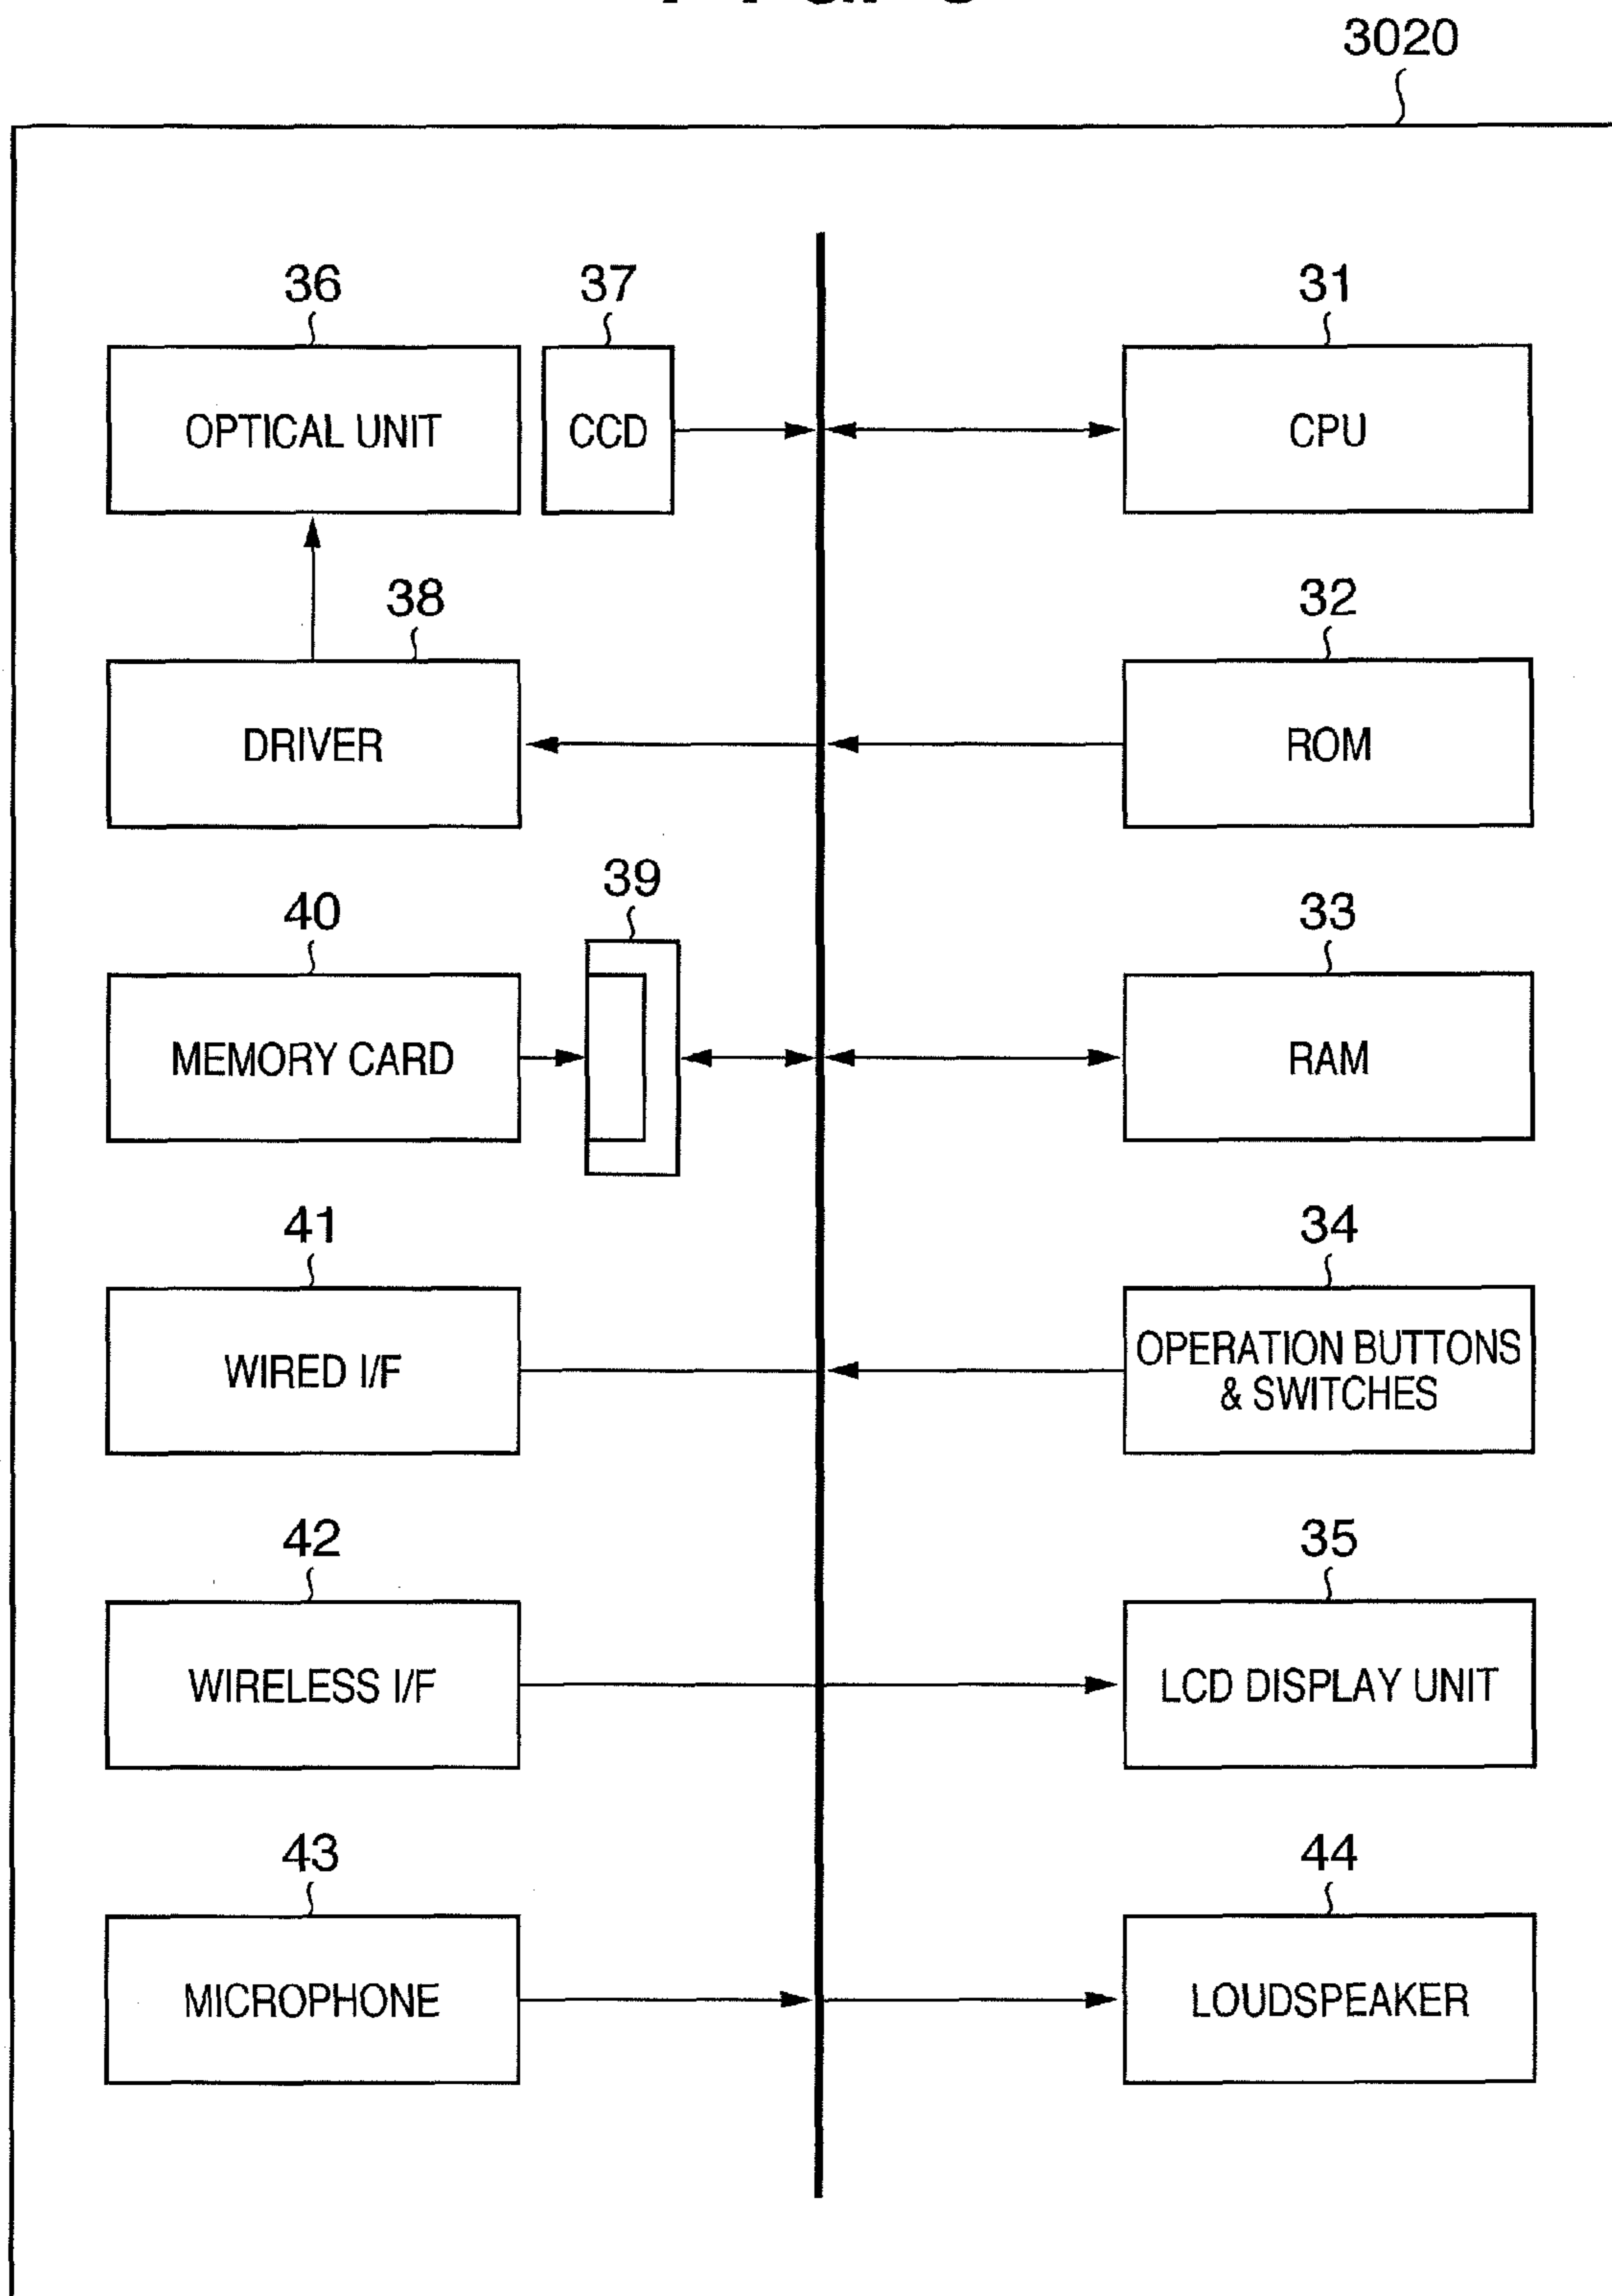 3020
36
37
31
OPTICAL UNIT
CCD
CPU
38
32
DRIVER
ROM
39
40
33
MEMORY CARD
RAM
41
34
WIRED I/F
OPERATION BUTTONS
& SWITCHES
42
35
WIRELESS I/F
LCD DISPLAY UNIT
43
44
MICROPHONE
LOUDSPEAKER